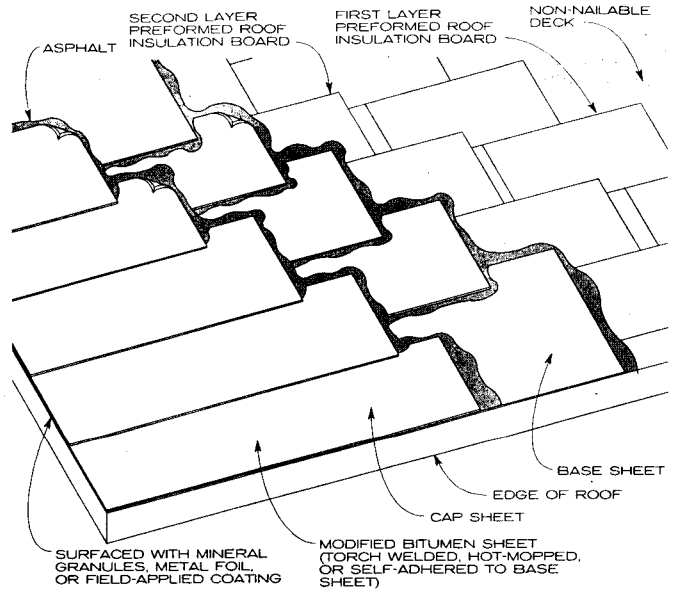 SECOND LAYER
PREFORMED ROOF
INSULATION BOARD
FIRST LAYER
PREFORMED ROOF
INSULATION BOARD
NON-NAILABLE
DECK
ASPHALT
BASE SHEET
EDGE OF ROOF
CAP SHEET
SURFACED WITH MINERAL
GRANULES, METAL FOIL,
OR FIELD-APPLIED COATING
MODIFIED BITUMEN SHEET
(TORCH WELDED, HOT-MOPPED,
OR SELF-ADHERED TO BASE
SHEET)